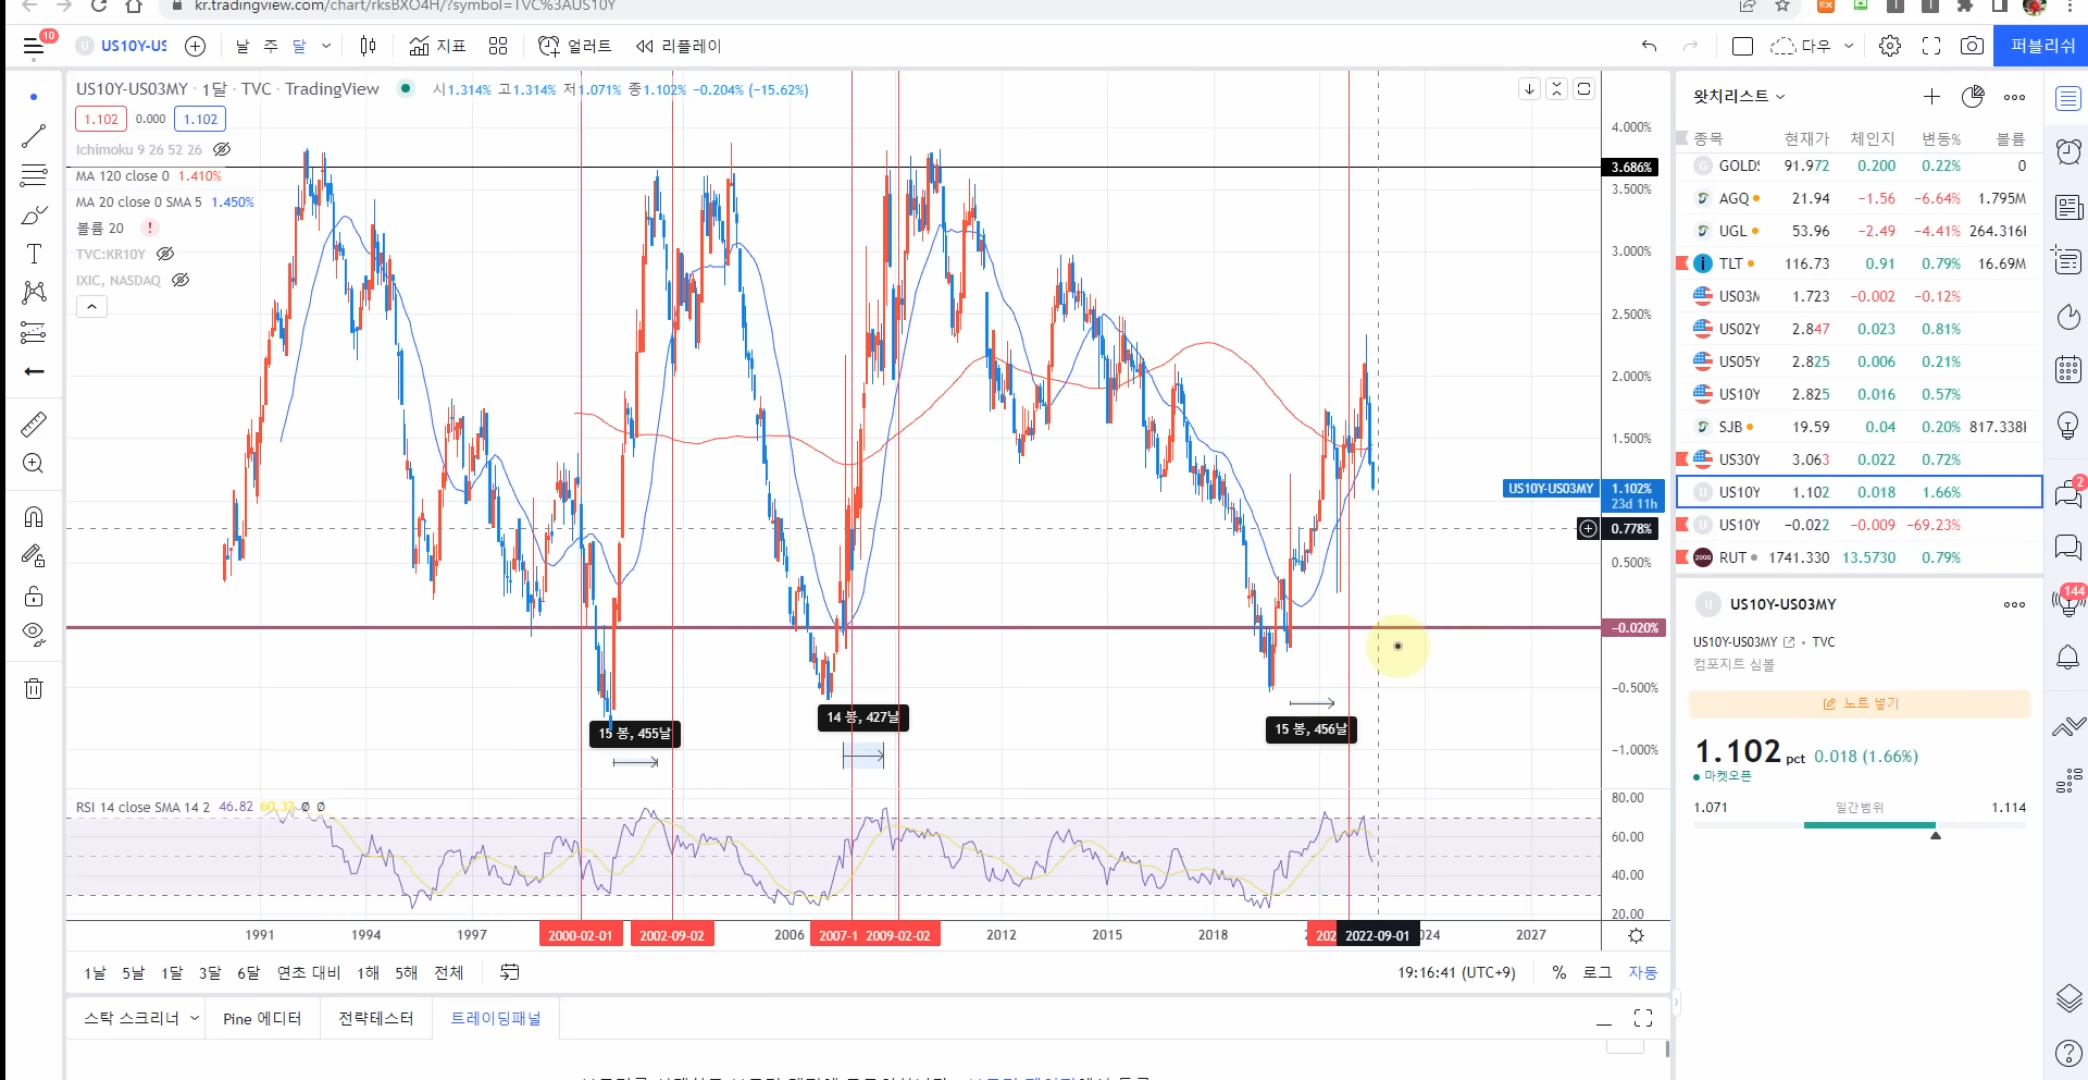 kr.tradingview.com/chart/rksBXO4H/?symbol=TVC%3AUS10Y
10
US10Y-US
날 주 달
지표
얼러트
리플레이
다우
퍼블리쉬
US10Y-US03MY · 1달 · TVC · TradingView
시1.314% 고1.314% 저1.071% 종1.102% −0.204% (−15.62%)
1.102 0.000 1.102
Ichimoku 9 26 52 26
MA 120 close 0 1.410%
MA 20 close 0 SMA 5 1.450%
볼륨 20 !
TVC:KR10Y
IXIC, NASDAQ
4.000%
3.686%
3.500%
3.000%
2.500%
2.000%
1.500%
US10Y-US03MY 1.102%
23d 11h
0.778%
0.500%
−0.020%
−0.500%
−1.000%
15 봉, 455날
14 봉, 427날
15 봉, 456날
RSI 14 close SMA 14 2 46.82 60.37 Ø Ø
80.00
60.00
40.00
20.00
1991 1994 1997 2000-02-01 2002-09-02 2006 2007-1 2009-02-02 2012 2015 2018 202 2022-09-01 024 2027
1날 5날 1달 3달 6달 연초 대비 1해 5해 전체
19:16:41 (UTC+9) % 로그 자동
스탁 스크리너 Pine 에디터 전략테스터 트레이딩패널
왓치리스트
종목 현재가 체인지 변동% 볼륨
GOLDS 91.972 0.200 0.22% 0
AGQ 21.94 −1.56 −6.64% 1.795M
UGL 53.96 −2.49 −4.41% 264.316
TLT 116.73 0.91 0.79% 16.69M
US03M 1.723 −0.002 −0.12%
US02Y 2.847 0.023 0.81%
US05Y 2.825 0.006 0.21%
US10Y 2.825 0.016 0.57%
SJB 19.59 0.04 0.20% 817.338
US30Y 3.063 0.022 0.72%
US10Y 1.102 0.018 1.66%
US10Y −0.022 −0.009 −69.23%
2000 RUT 1741.330 13.5730 0.79%
US10Y-US03MY
US10Y-US03MY · TVC
컴포지트 심볼
노트 넣기
1.102 pct 0.018 (1.66%)
마켓오픈
1.071 일간범위 1.114
2
144